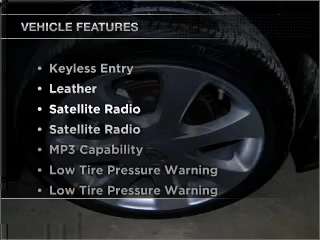 VEHICLE FEATURES
• Keyless Entry
• Leather
• Satellite Radio
• Satellite Radio
• MP3 Capability
• Low Tire Pressure Warning
• Low Tire Pressure Warning